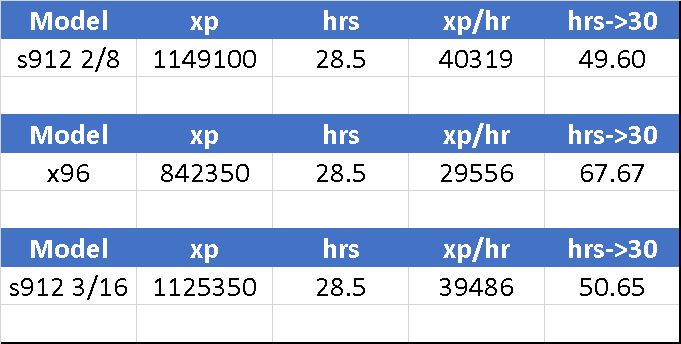 Model xp hrs xp/hr hrs->30
s912 2/8 1149100 28.5 40319 49.60
Model xp hrs xp/hr hrs->30
x96 842350 28.5 29556 67.67
Model xp hrs xp/hr hrs->30
s912 3/16 1125350 28.5 39486 50.65